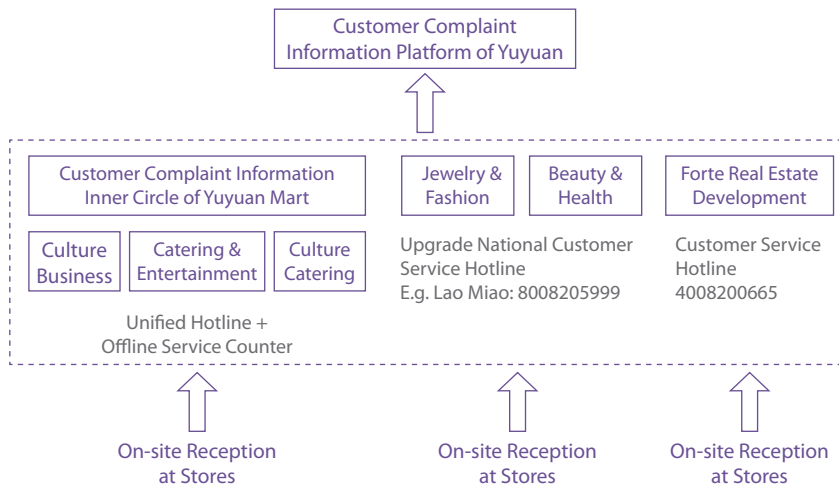 Customer Complaint
Information Platform of Yuyuan
Customer Complaint Information
Inner Circle of Yuyuan Mart
Jewelry &
Fashion
Beauty &
Health
Forte Real Estate
Development
Culture
Business
Catering &
Entertainment
Culture
Catering
Upgrade National Customer
Service Hotline
E.g. Lao Miao: 8008205999
Customer Service
Hotline
4008200665
Unified Hotline +
Offline Service Counter
On-site Reception
at Stores
On-site Reception
at Stores
On-site Reception
at Stores